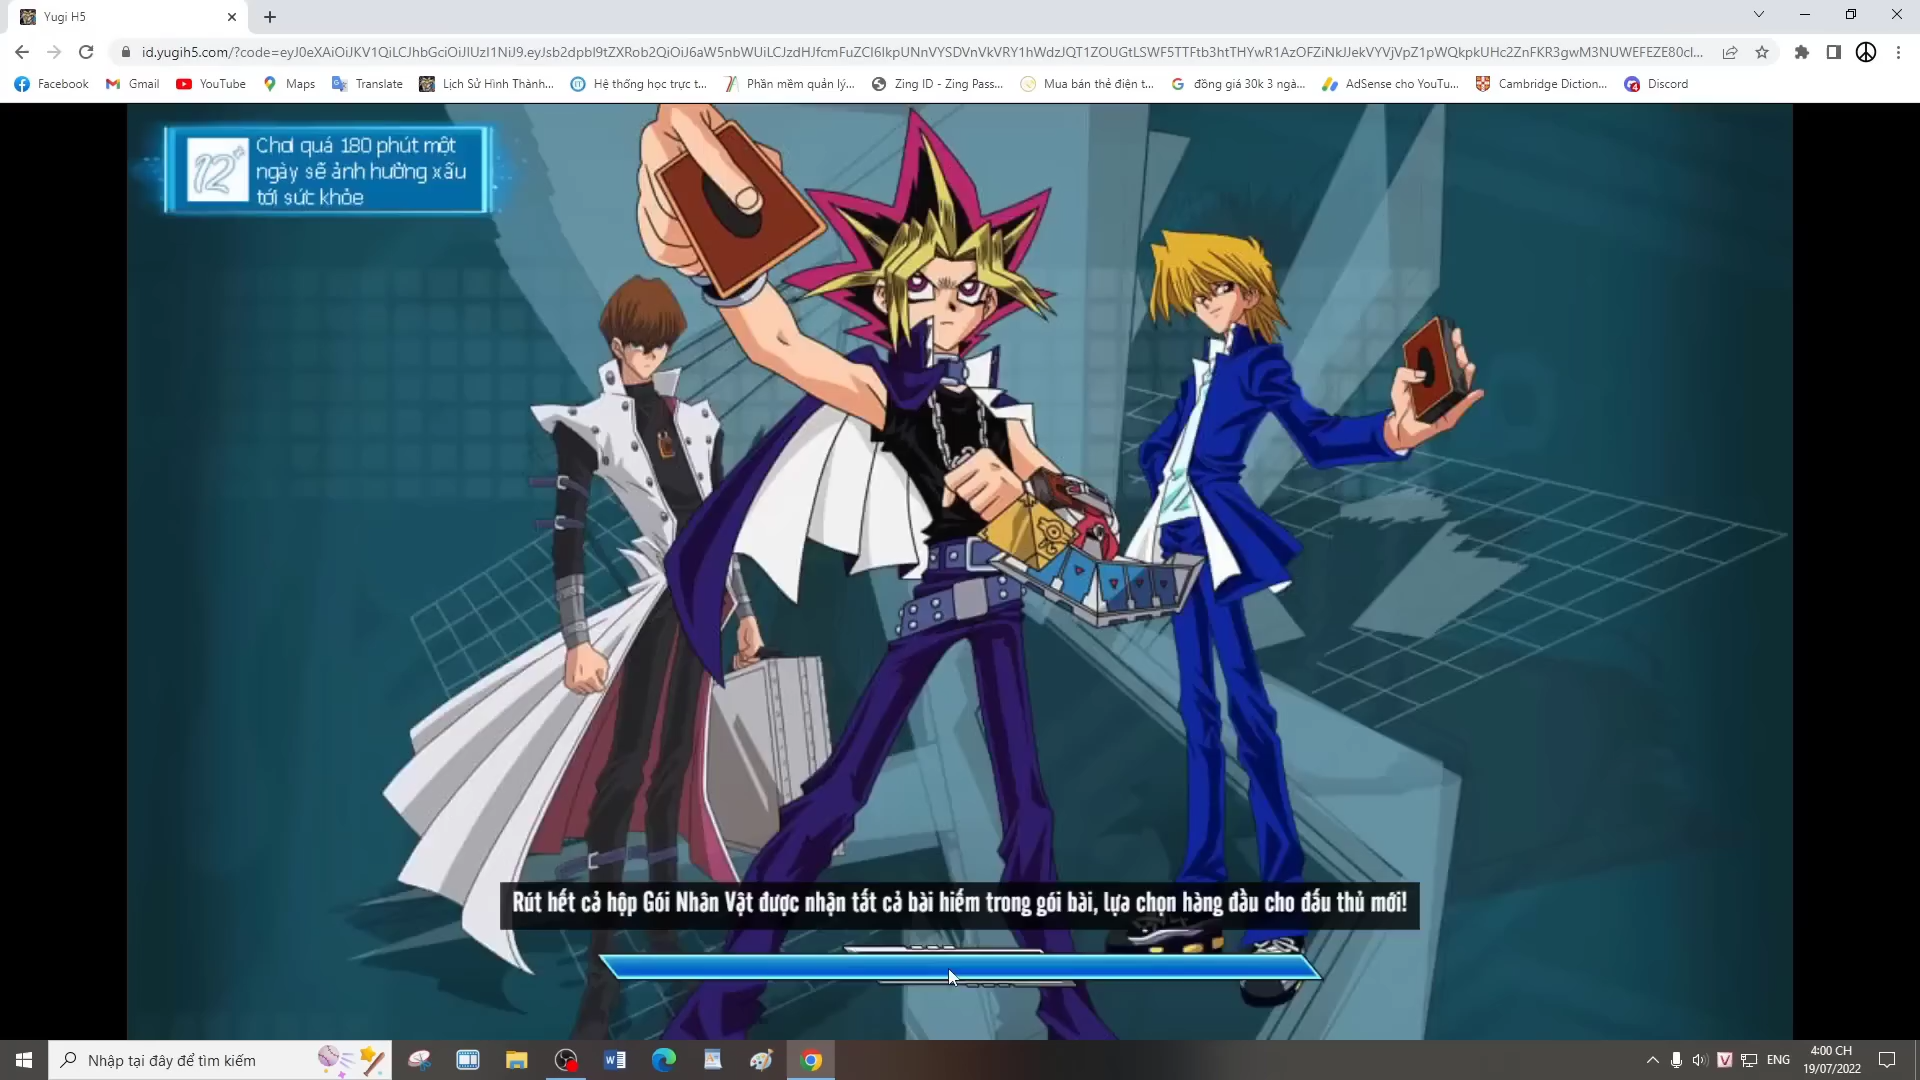 Yugi H5
id.yugih5.com/?code=
Facebook
Gmail
YouTube
Maps
Translate
Lịch Sử Hình Thành...
Hệ thống học trực t...
Phần mềm quản lý...
Zing ID - Zing Pass...
Mua bán thẻ điện t...
đồng giá 30k 3 ngà...
AdSense cho YouTu...
Cambridge Diction...
Discord
12+
Chơi quá 180 phút một
ngày sẽ ảnh hưởng xấu
tới sức khỏe
Rút hết cả hộp Gói Nhân Vật được nhận tất cả bài hiếm trong gói bài, lựa chọn hàng đầu cho đấu thủ mới!
Nhập tại đây để tìm kiếm
ENG
4:00 CH
19/07/2022